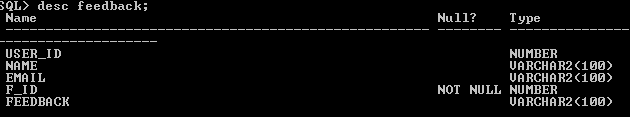 SQL> desc feedback;
Name Null? Type
----------------------------------------------------- -------- ---------------
-------------------
USER_ID NUMBER
NAME VARCHAR2(100)
EMAIL VARCHAR2(100)
F_ID NOT NULL NUMBER
FEEDBACK VARCHAR2(100)